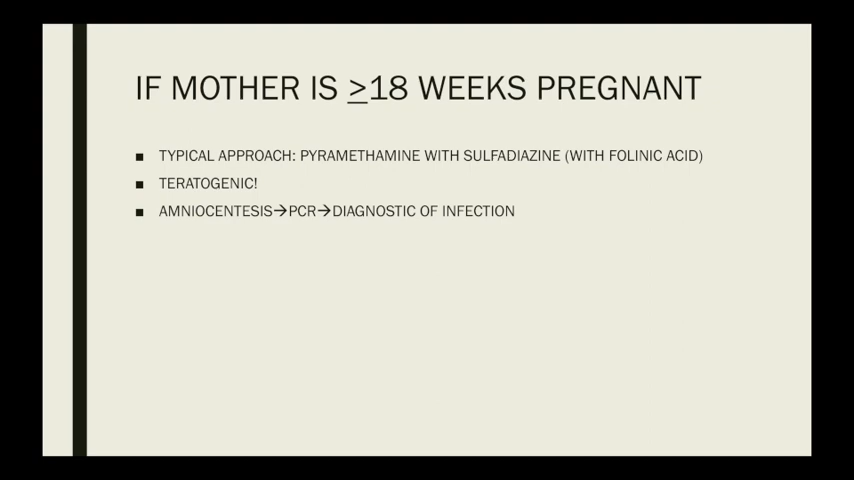 IF MOTHER IS ≥18 WEEKS PREGNANT
■ TYPICAL APPROACH: PYRAMETHAMINE WITH SULFADIAZINE (WITH FOLINIC ACID)
■ TERATOGENIC!
■ AMNIOCENTESIS→PCR→DIAGNOSTIC OF INFECTION